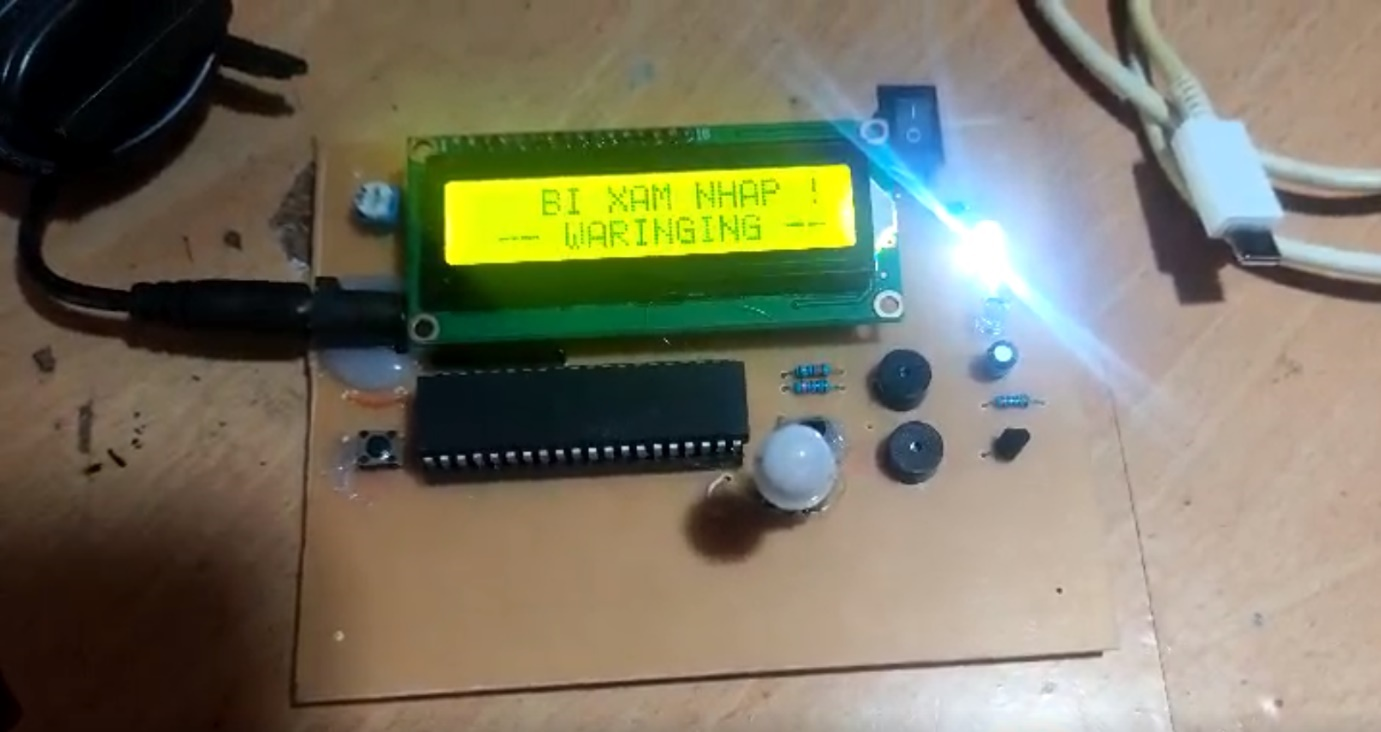 BI XAM NHAP !
--- WARINGING ---